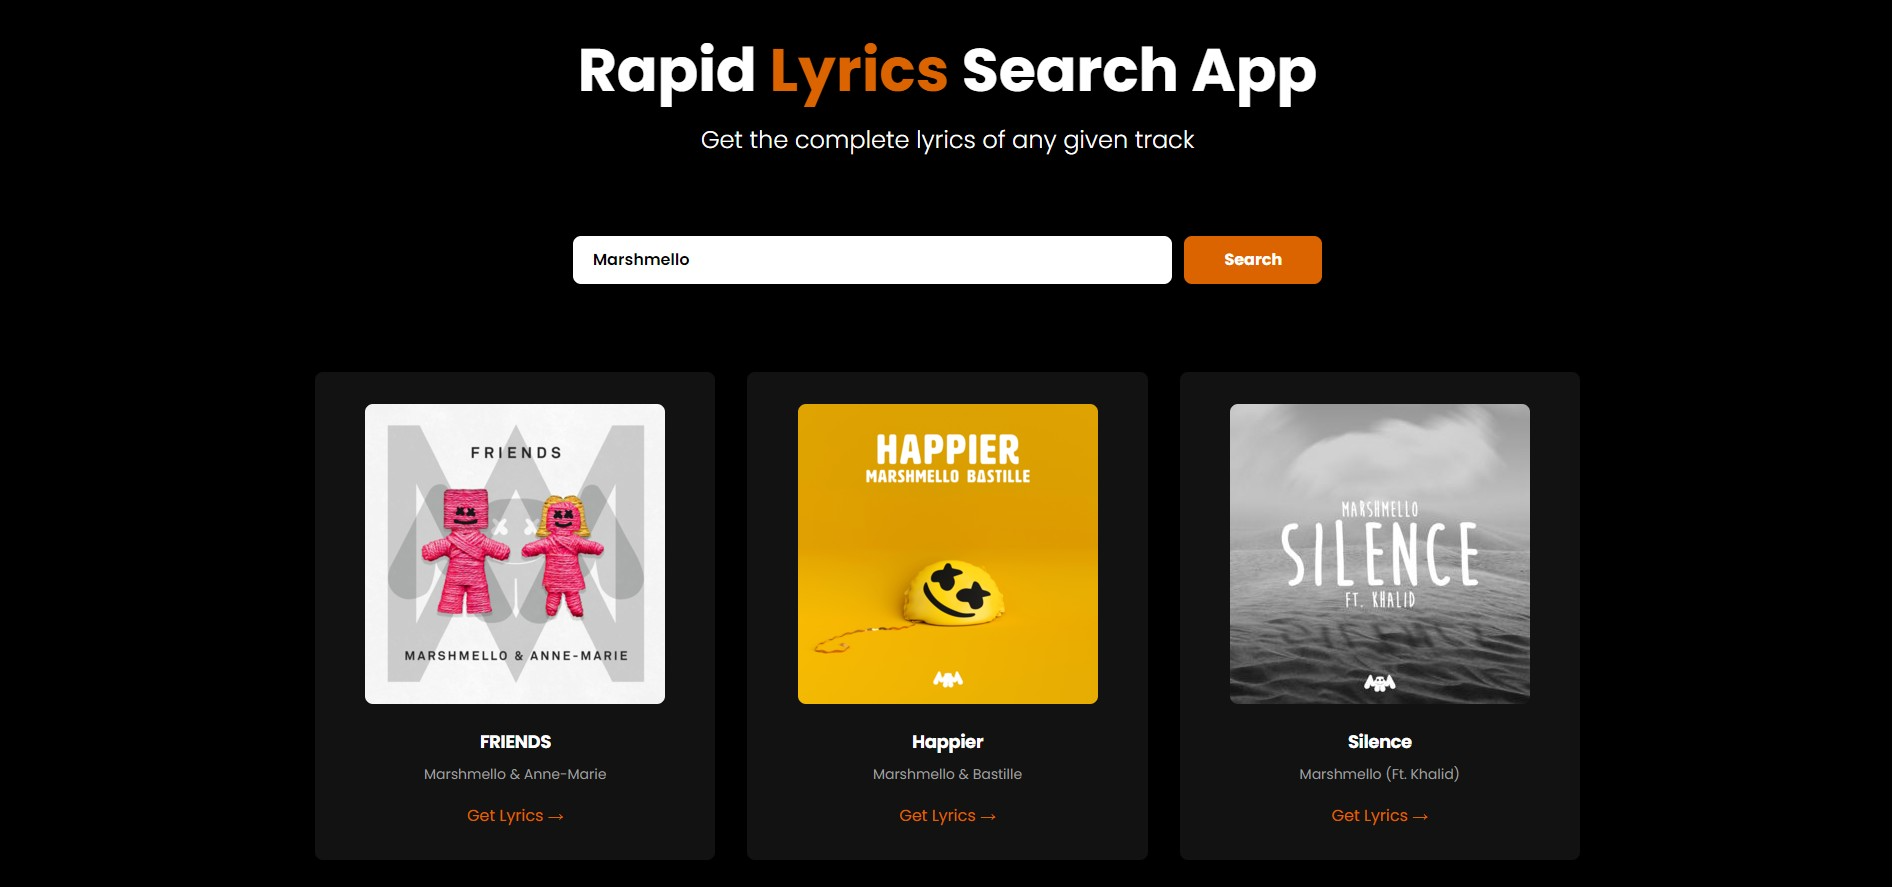 Rapid Lyrics Search App
Get the complete lyrics of any given track
Marshmello
Search
FRIENDS
MARSHMELLO & ANNE-MARIE
FRIENDS
Marshmello & Anne-Marie
Get Lyrics →
HAPPIER
MARSHMELLO BASTILLE
Happier
Marshmello & Bastille
Get Lyrics →
MARSHMELLO
SILENCE
FT. KHALID
Silence
Marshmello (Ft. Khalid)
Get Lyrics →